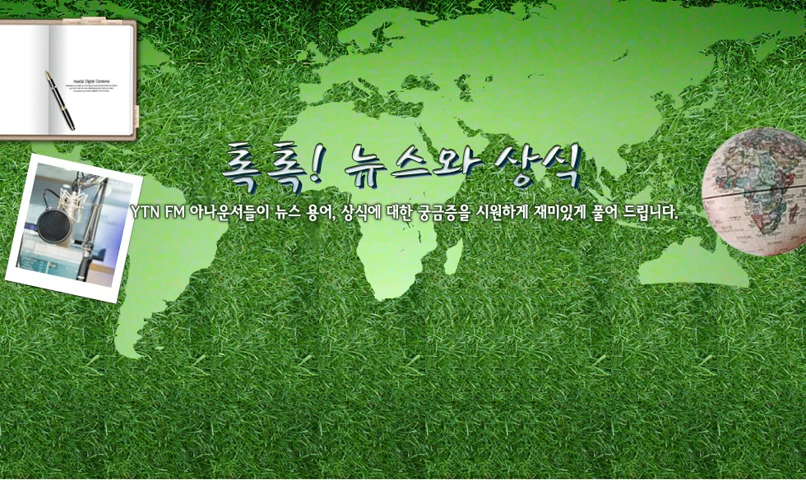 톡톡! 뉴스와 상식
YTN FM 아나운서들이 뉴스 용어, 상식에 대한 궁금증을 시원하게 재미있게 풀어 드립니다.